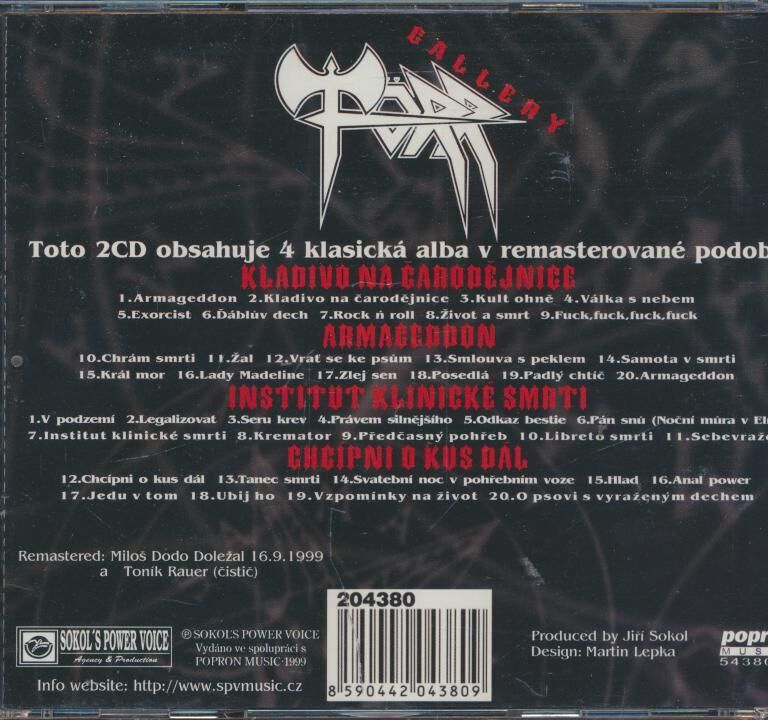 TÖRR
GALLERY
Toto 2CD obsahuje 4 klasická alba v remasterované podob
KLADIVO NA ČARODĚJNICE
1.Armageddon 2.Kladivo na čarodějnice 3.Kult ohně 4.Válka s nebem
5.Exorcist 6.Ďáblův dech 7.Rock ń roll 8.Život a smrt 9.Fuck,fuck,fuck,fuck
ARMAGEDDON
10.Chrám smrti 11.Žal 12.Vrať se ke psům 13.Smlouva s peklem 14.Samota v smrti
15.Král mor 16.Lady Madeline 17.Zlej sen 18.Posedlá 19.Padlý chtíč 20.Armageddon
INSTITUT KLINICKÉ SMRTI
1.V podzemí 2.Legalizovat 3.Seru krev 4.Právem silnějšího 5.Odkaz bestie 6.Pán snů (Noční můra v El
7.Institut klinické smrti 8.Kremator 9.Předčasný pohřeb 10.Libreto smrti 11.Sebevraž
CHCÍPNI O KUS DÁL
12.Chcípni o kus dál 13.Tanec smrti 14.Svatební noc v pohřebním voze 15.Hlad 16.Anal power
17.Jedu v tom 18.Ubij ho 19.Vzpomínky na život 20.O psovi s vyraženým dechem
Remastered: Miloš Dodo Doležal 16.9.1999
a Toník Rauer (čistič)
SOKOL'S POWER VOICE
Agency & Production
℗ SOKOL'S POWER VOICE
Vydáno ve spolupráci s
POPRON MUSIC 1999
Info website: http://www.spvmusic.cz
204380
8 590442 043809
Produced by Jiří Sokol
Design: Martin Lepka
popro
MUS
54380